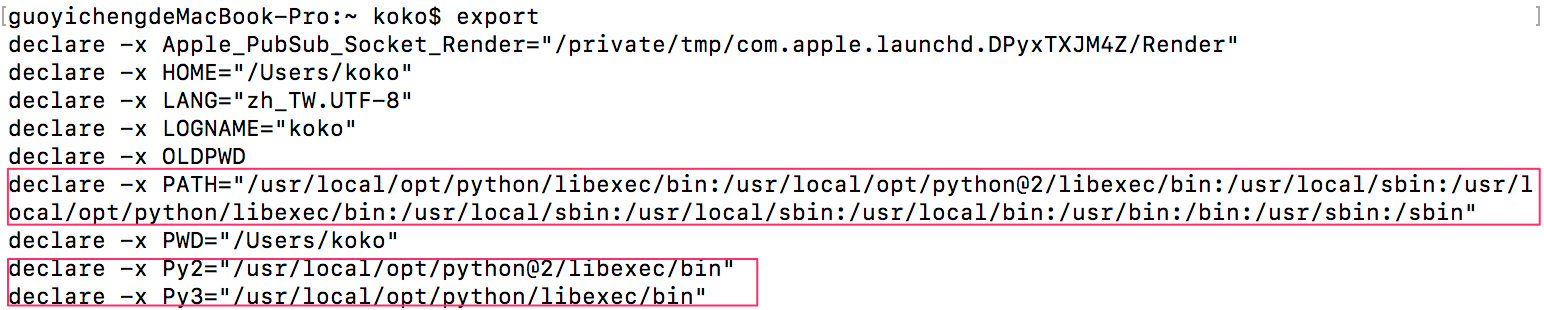 [guoyichengdeMacBook-Pro:~ koko$ export ]
declare -x Apple_PubSub_Socket_Render="/private/tmp/com.apple.launchd.DPyxTXJM4Z/Render"
declare -x HOME="/Users/koko"
declare -x LANG="zh_TW.UTF-8"
declare -x LOGNAME="koko"
declare -x OLDPWD
declare -x PATH="/usr/local/opt/python/libexec/bin:/usr/local/opt/python@2/libexec/bin:/usr/local/sbin:/usr/l
ocal/opt/python/libexec/bin:/usr/local/sbin:/usr/local/sbin:/usr/local/bin:/usr/bin:/bin:/usr/sbin:/sbin"
declare -x PWD="/Users/koko"
declare -x Py2="/usr/local/opt/python@2/libexec/bin"
declare -x Py3="/usr/local/opt/python/libexec/bin"